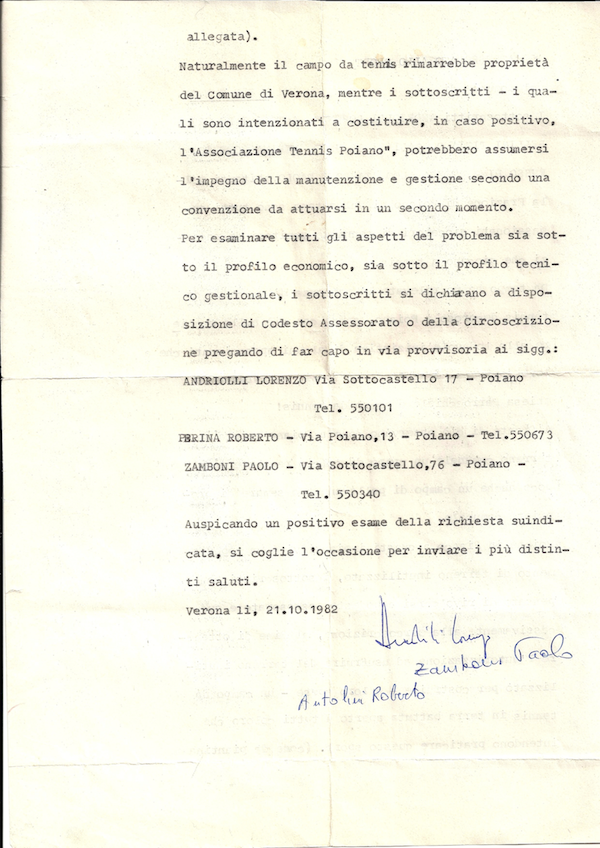 allegata).
Naturalmente il campo da tennis rimarrebbe proprietà
del Comune di Verona, mentre i sottoscritti - i qua-
li sono intenzionati a costituire, in caso positivo,
l'Associazione Tennis Poiano", potrebbero assumersi
l'impegno della manutenzione e gestione secondo una
convenzione da attuarsi in un secondo momento.
Per esaminare tutti gli aspetti del problema sia sot-
to il profilo economico, sia sotto il profilo tecni-
co gestionale, i sottoscritti si dichiarano a dispo-
sizione di Codesto Assessorato o della Circoscrizio-
ne pregando di far capo in via provvisoria ai sigg.:
ANDRIOLLI LORENZO Via Sottocastello 17 - Poiano
Tel. 550101
PERINA ROBERTO - Via Poiano,13 - Poiano - Tel.550673
ZAMBONI PAOLO - Via Sottocastello,76 - Poiano -
Tel. 550340
Auspicando un positivo esame della richiesta suindi-
cata, si coglie l'occasione per inviare i più distin-
ti saluti.
Verona li, 21.10.1982
Zamboni Paolo
Antolini Roberto